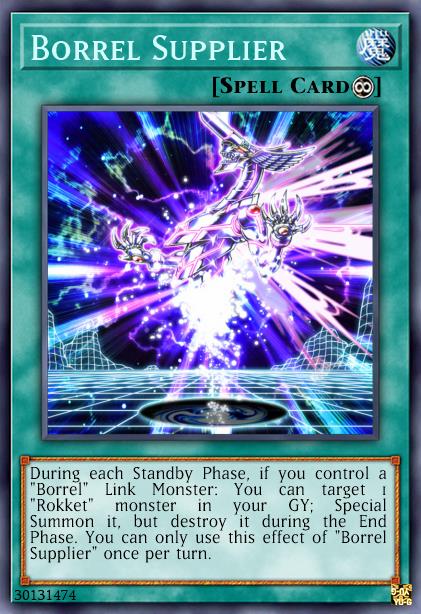 BORREL SUPPLIER
魔
[SPELL CARD ]
During each Standby Phase, if you control a
"Borrel" Link Monster: You can target 1
"Rokket" monster in your GY; Special
Summon it, but destroy it during the End
Phase. You can only use this effect of "Borrel
Supplier" once per turn.
30131474